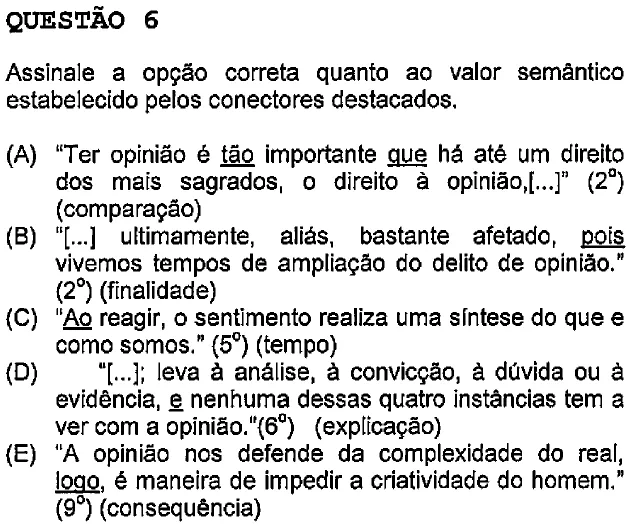 QUESTÃO 6
Assinale a opção correta quanto ao valor semântico
estabelecido pelos conectores destacados.
(A) "Ter opinião é tão importante que há até um direito
dos mais sagrados, o direito à opinião,[...]" (2º)
(comparação)
(B) "[...] ultimamente, aliás, bastante afetado, pois
vivemos tempos de ampliação do delito de opinião."
(2º) (finalidade)
(C) "Ao reagir, o sentimento realiza uma síntese do que e
como somos." (5º) (tempo)
(D) "[...]; leva à análise, à convicção, à dúvida ou à
evidência, e nenhuma dessas quatro instâncias tem a
ver com a opinião."(6º) (explicação)
(E) "A opinião nos defende da complexidade do real,
logo, é maneira de impedir a criatividade do homem."
(9º) (consequência)